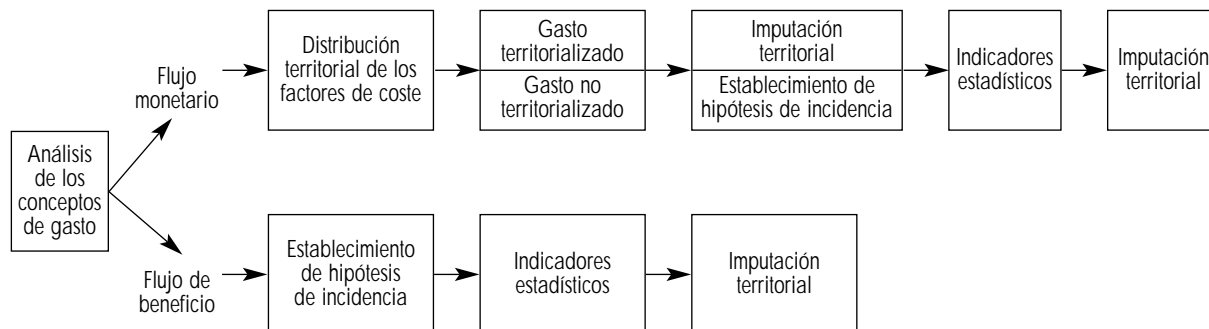 Análisis
de los
conceptos
de gasto
Flujo
monetario
Distribución
territorial de los
factores de coste
Gasto
territorializado
Gasto no
territorializado
Imputación
territorial
Establecimiento de
hipótesis de incidencia
Indicadores
estadísticos
Imputación
territorial
Flujo de
beneficio
Establecimiento
de hipótesis
de incidencia
Indicadores
estadísticos
Imputación
territorial